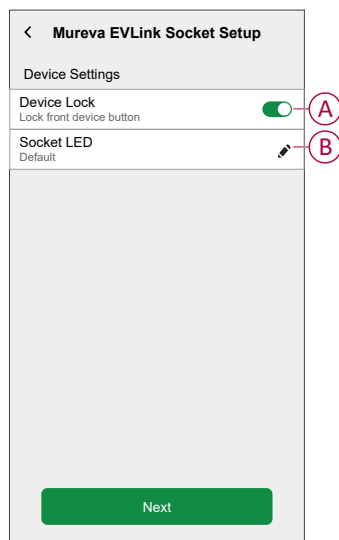 Mureva EVLink Socket Setup
Device Settings
Device Lock
Lock front device button
A
Socket LED
Default
B
Next